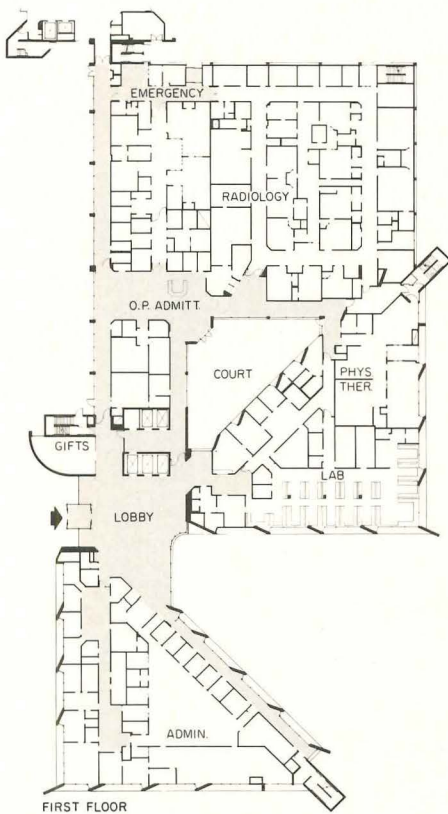 EMERGENCY
RADIOLOGY
O.P. ADMITT.
COURT
PHYS
THER.
GIFTS
LAB
LOBBY
ADMIN.
FIRST FLOOR